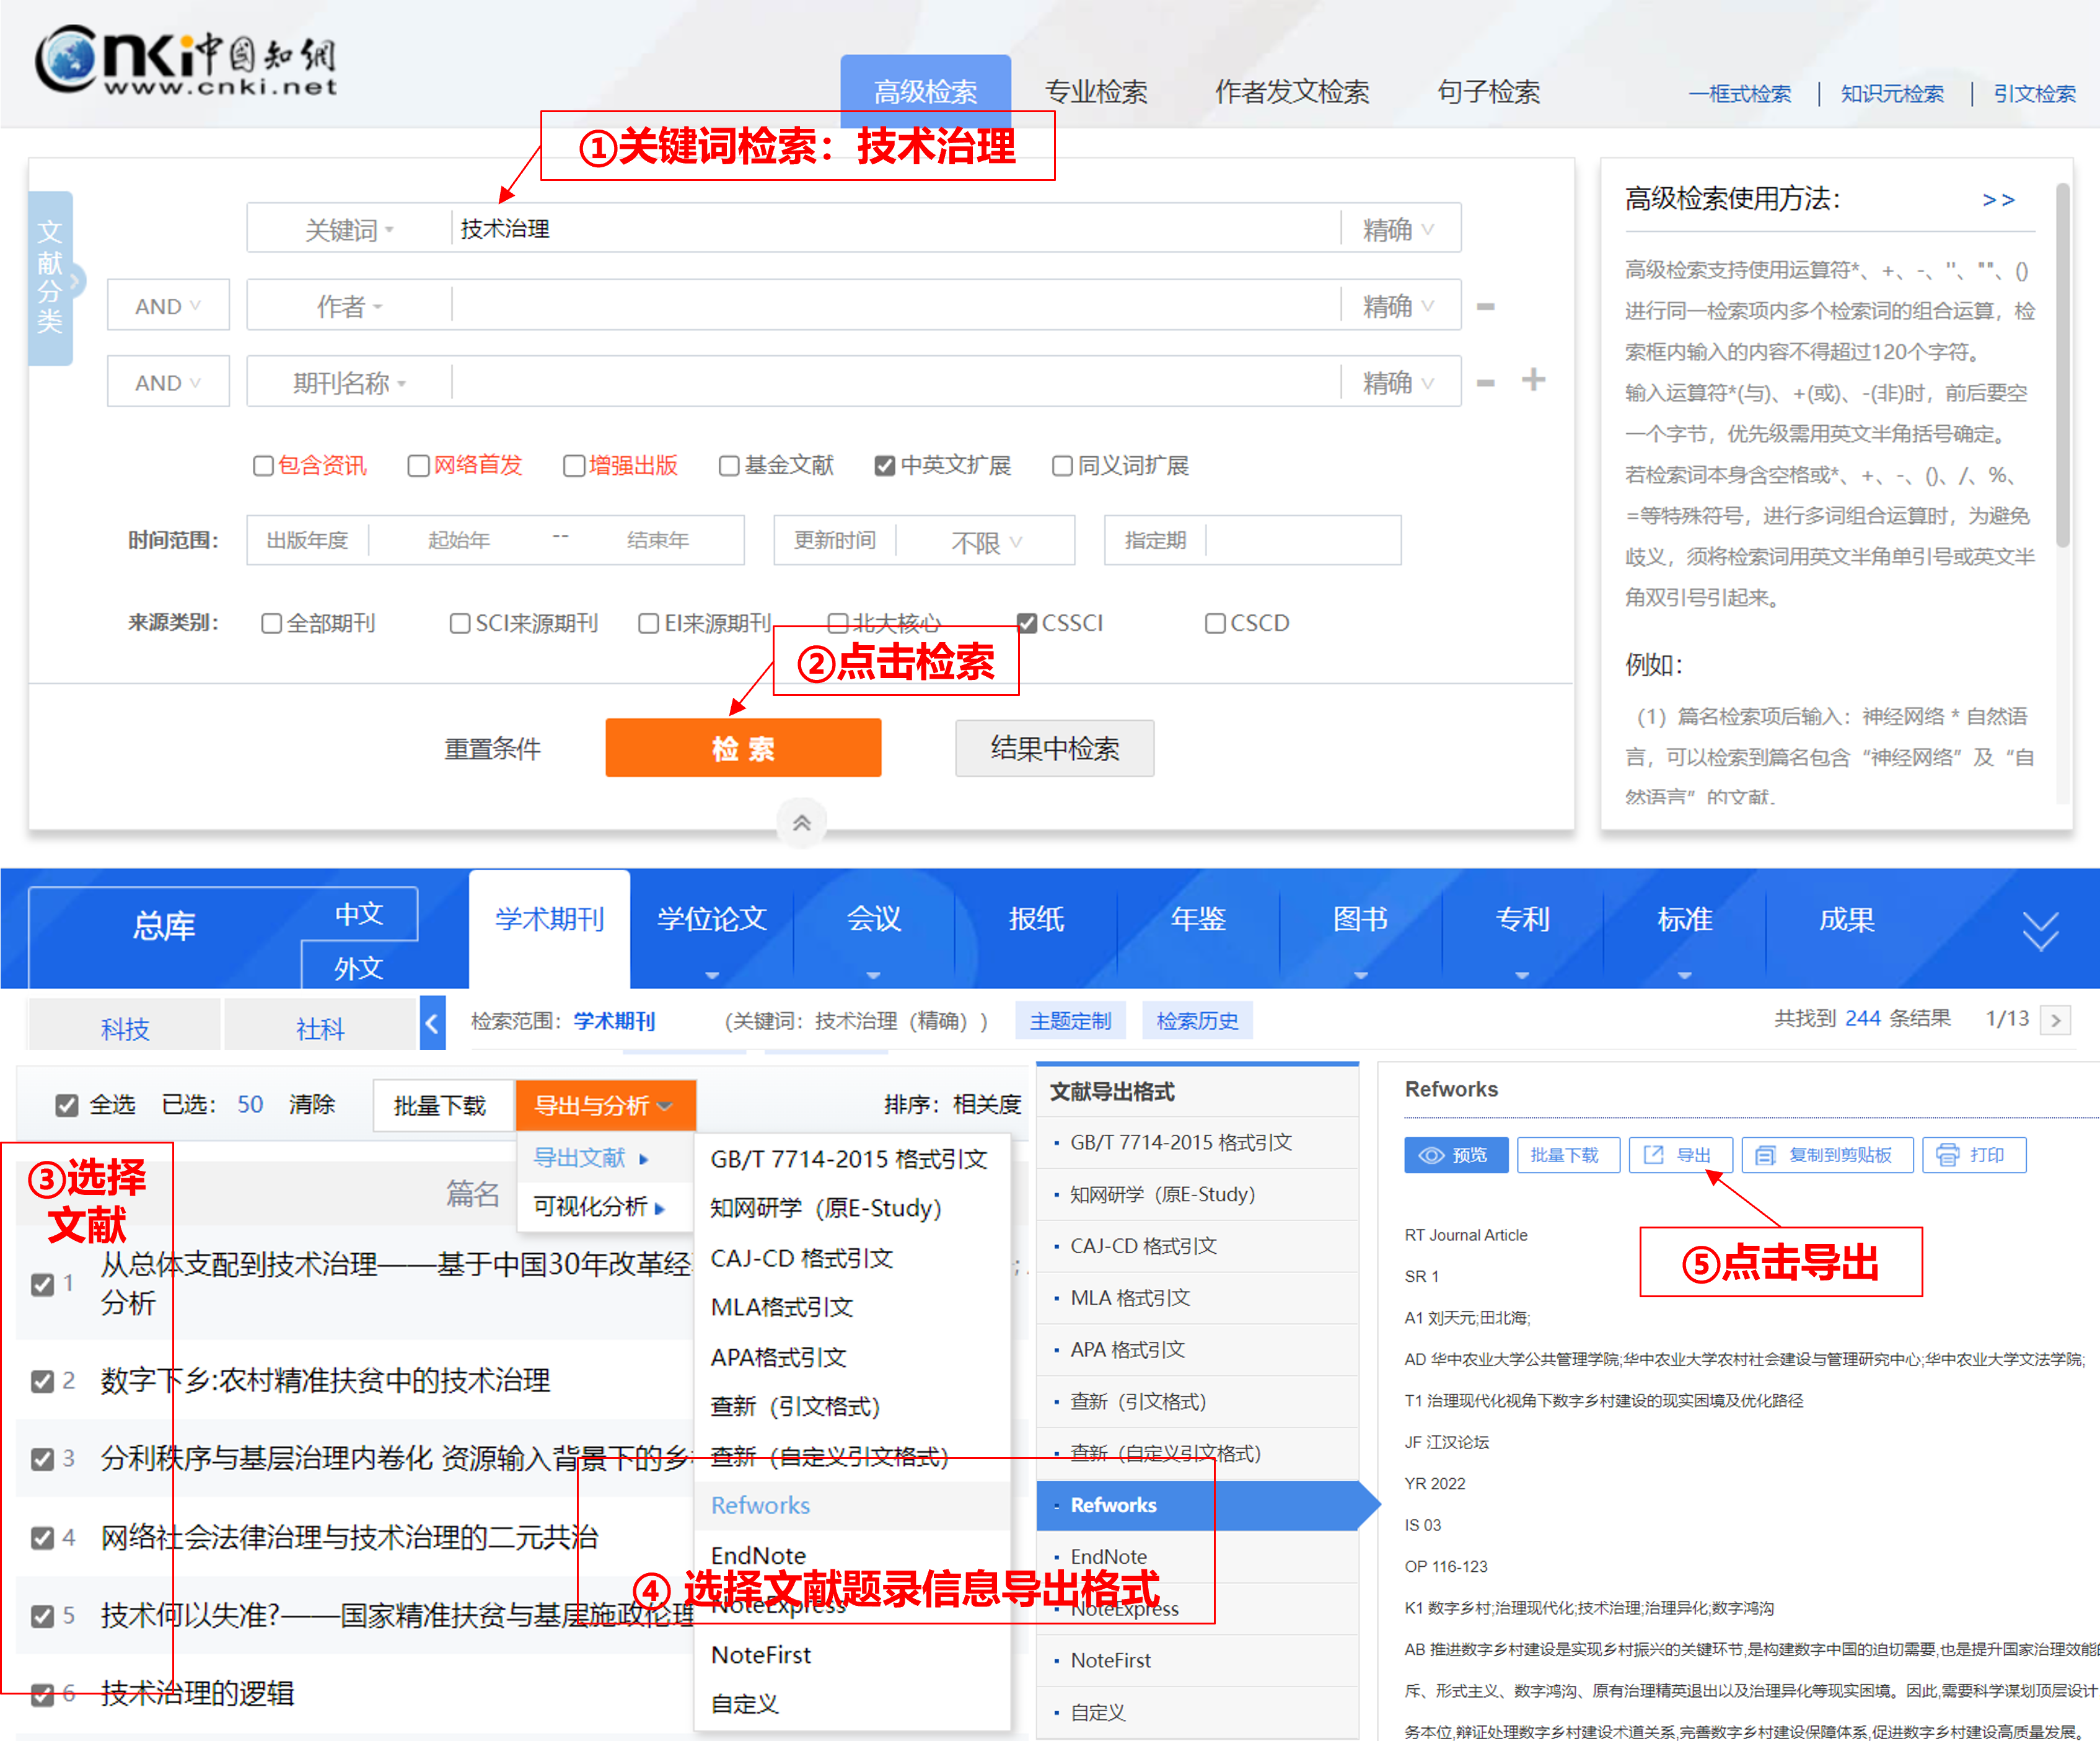 Cnki中国知網
www.cnki.net
高级检索
专业检索
作者发文检索
句子检索
一框式检索 | 知识元检索 | 引文检索
①关键词检索：技术治理
文献分类
关键词
技术治理
精确
AND
作者
精确
AND
期刊名称
精确
包含资讯
网络首发
增强出版
基金文献
中英文扩展
同义词扩展
时间范围：
出版年度
起始年
--
结束年
更新时间
不限
指定期
来源类别：
全部期刊
SCI来源期刊
EI来源期刊
北大核心
CSSCI
CSCD
②点击检索
重置条件
检 索
结果中检索
高级检索使用方法：
>>
高级检索支持使用运算符*、+、-、''、""、()
进行同一检索项内多个检索词的组合运算，检
索框内输入的内容不得超过120个字符。
输入运算符*(与)、+(或)、-(非)时，前后要空
一个字节，优先级需用英文半角括号确定。
若检索词本身含空格或*、+、-、()、/、%、
=等特殊符号，进行多词组合运算时，为避免
歧义，须将检索词用英文半角单引号或英文半
角双引号引起来。
例如：
（1）篇名检索项后输入：神经网络 * 自然语
言，可以检索到篇名包含“神经网络”及“自
然语言”的文献。
总库
中文
外文
学术期刊
学位论文
会议
报纸
年鉴
图书
专利
标准
成果
科技
社科
检索范围：学术期刊
（关键词：技术治理（精确））
主题定制
检索历史
共找到 244 条结果
1/13
全选
已选：50
清除
批量下载
导出与分析
排序：相关度
③选择
文献
篇名
导出文献
可视化分析
1
从总体支配到技术治理——基于中国30年改革经
分析
2
数字下乡:农村精准扶贫中的技术治理
3
分利秩序与基层治理内卷化 资源输入背景下的乡
4
网络社会法律治理与技术治理的二元共治
5
技术何以失准?——国家精准扶贫与基层施政伦理
6
技术治理的逻辑
GB/T 7714-2015 格式引文
知网研学（原E-Study）
CAJ-CD 格式引文
MLA格式引文
APA格式引文
查新（引文格式）
查新（自定义引文格式）
Refworks
EndNote
NoteExpress
NoteFirst
自定义
④ 选择文献题录信息导出格式
文献导出格式
GB/T 7714-2015 格式引文
知网研学（原E-Study）
CAJ-CD 格式引文
MLA 格式引文
APA 格式引文
查新（引文格式）
查新（自定义引文格式）
Refworks
EndNote
NoteExpress
NoteFirst
自定义
Refworks
预览
批量下载
导出
复制到剪贴板
打印
⑤点击导出
RT Journal Article
SR 1
A1 刘天元;田北海;
AD 华中农业大学公共管理学院;华中农业大学农村社会建设与管理研究中心;华中农业大学文法学院;
T1 治理现代化视角下数字乡村建设的现实困境及优化路径
JF 江汉论坛
YR 2022
IS 03
OP 116-123
K1 数字乡村;治理现代化;技术治理;治理异化;数字鸿沟
AB 推进数字乡村建设是实现乡村振兴的关键环节,是构建数字中国的迫切需要,也是提升国家治理效能
斥、形式主义、数字鸿沟、原有治理精英退出以及治理异化等现实困境。因此,需要科学谋划顶层设计
务本位,辩证处理数字乡村建设术道关系,完善数字乡村建设保障体系,促进数字乡村建设高质量发展。